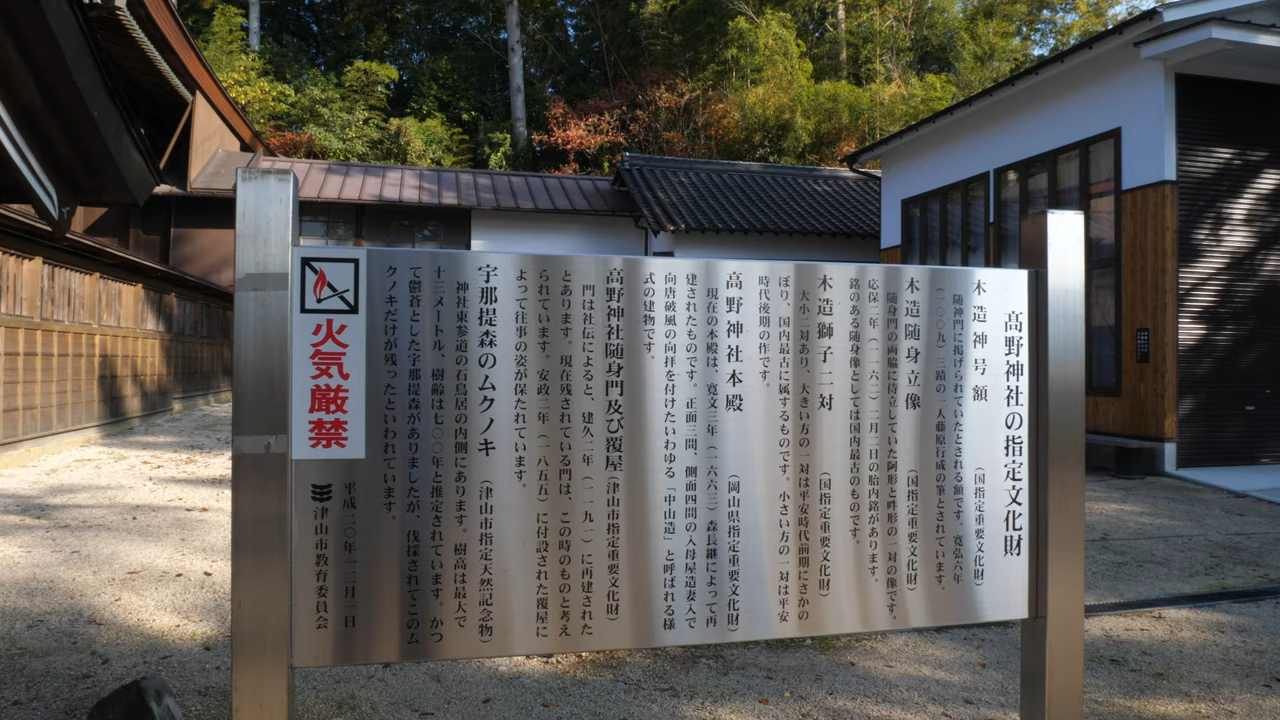 髙野神社の指定文化財
木造神号額　（国指定重要文化財）
随神門に掲げられていたとされる額です。寛弘六年
（一〇〇九）三蹟の一人藤原行成の筆とされています。
木造随身立像　（国指定重要文化財）
随身門の両脇に侍立していた阿形と吽形の一対の像です。
応保二年（一一六二）二月二日の胎内銘があります。
銘のある随身像としては国内最古のものです。
木造獅子二対　（国指定重要文化財）
大小二対あり、大きい方の一対は平安時代前期にさかの
ぼり、国内最古に属するものです。小さい方の一対は平安
時代後期の作です。
髙野神社本殿　（岡山県指定重要文化財）
現在の本殿は、寛文三年（一六六三）森長継によって再
建されたものです。正面三間、側面四間の入母屋造妻入で
向唐破風の向拝を付けたいわゆる「中山造」と呼ばれる様
式の建物です。
髙野神社随身門及び覆屋（津山市指定重要文化財）
門は社伝によると、建久二年（一一九一）に再建された
とあります。現在残されている門は、この時のものと考え
られています。安政二年（一八五五）に付設された覆屋に
よって往事の姿が保たれています。
宇那提森のムクノキ　（津山市指定天然記念物）
神社東参道の石鳥居の内側にあります。樹高は最大で
十三メートル、樹齢は七〇〇年と推定されています。かつ
て鬱蒼とした宇那提森がありましたが、伐採されてこのム
クノキだけが残ったといわれています。
平成二〇年一二月一日
津山市教育委員会
火気厳禁